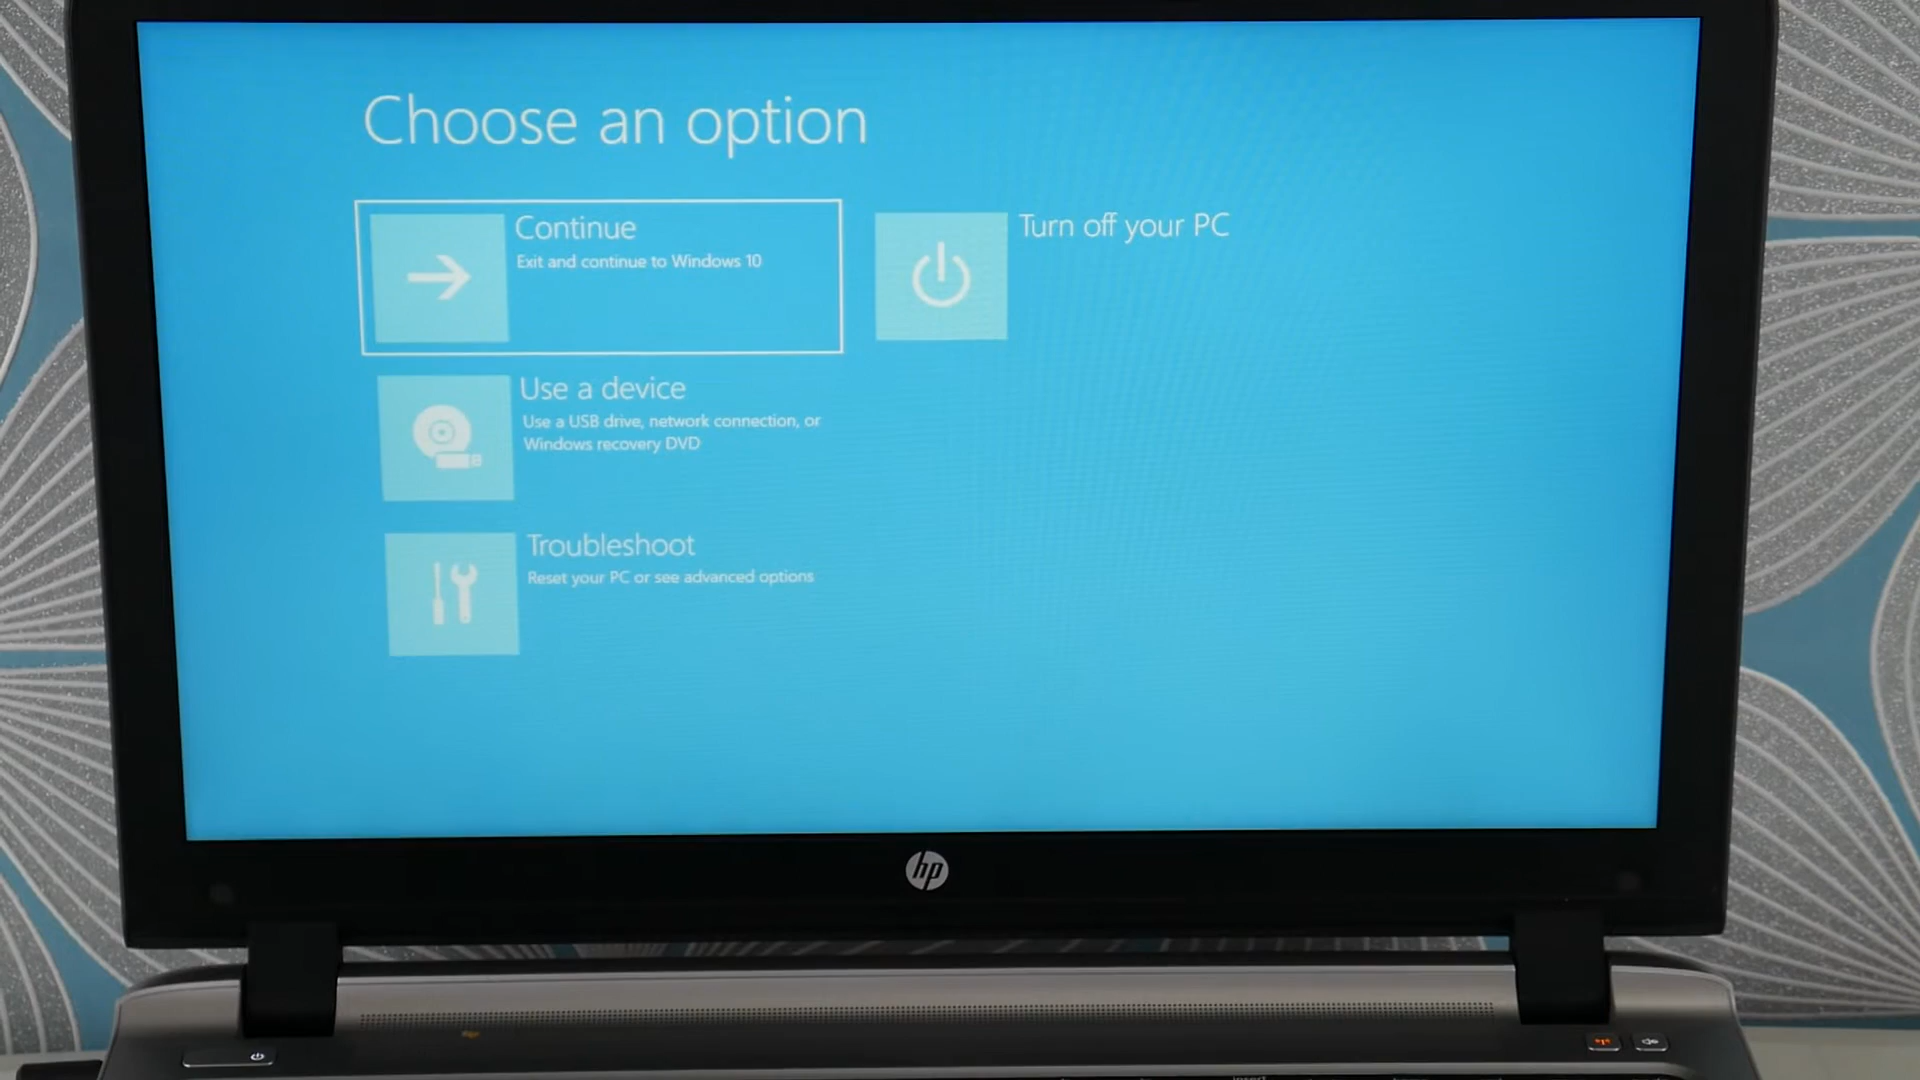 Choose an option
Continue
Exit and continue to Windows 10
Turn off your PC
Use a device
Use a USB drive, network connection, or
Windows recovery DVD
Troubleshoot
Reset your PC or see advanced options
hp
insert